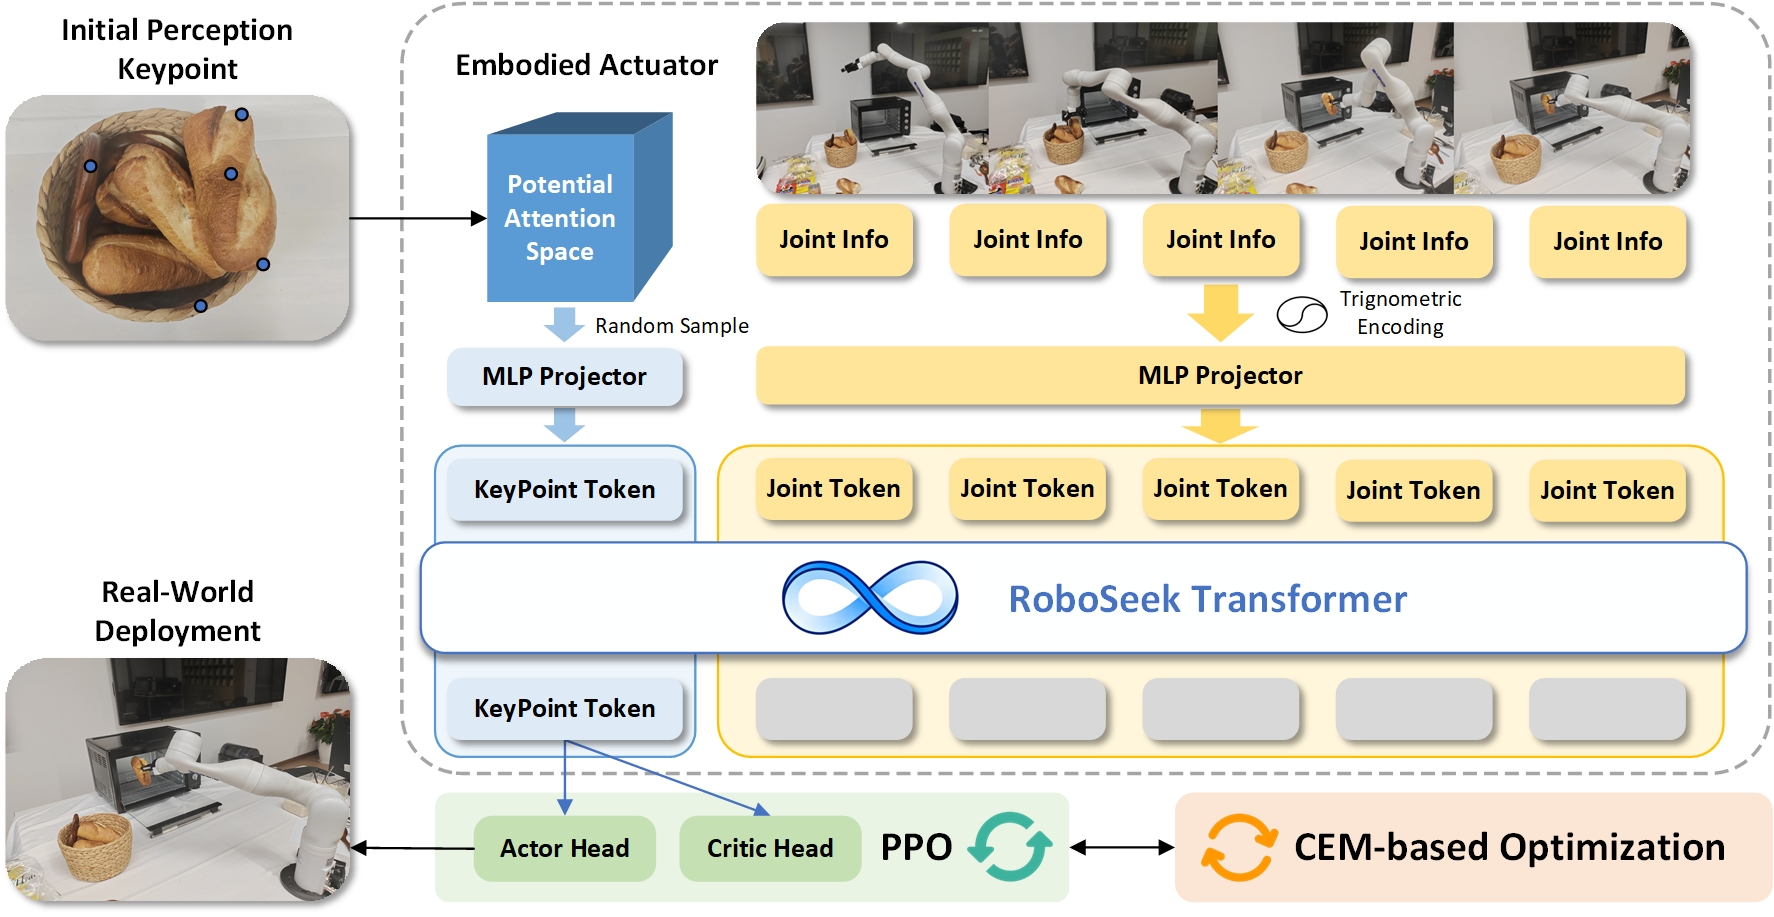 Initial Perception
Keypoint
Embodied Actuator
Potential
Attention
Space
Joint Info
Joint Info
Joint Info
Joint Info
Joint Info
Random Sample
Trignometric
Encoding
MLP Projector
MLP Projector
KeyPoint Token
Joint Token
Joint Token
Joint Token
Joint Token
Joint Token
RoboSeek Transformer
Real-World
Deployment
KeyPoint Token
Actor Head
Critic Head
PPO
CEM-based Optimization